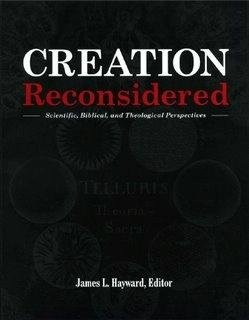 CREATION
Reconsidered
Scientific, Biblical, and Theological Perspectives
TELLURIS
Theoria
Sacra
James L. Hayward, Editor